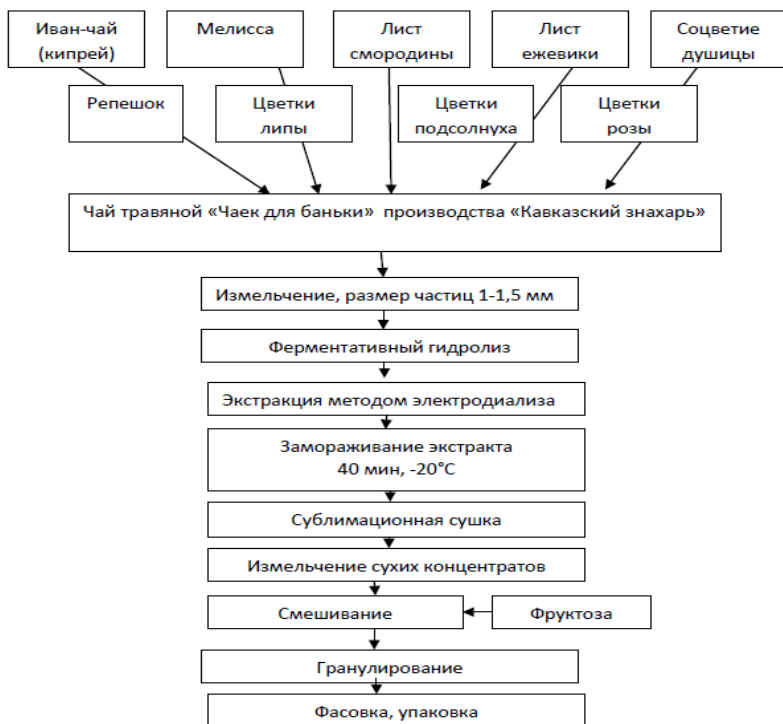 Иван-чай
(кипрей)
Мелисса
Лист
смородины
Лист
ежевики
Соцветие
душицы
Репешок
Цветки
липы
Цветки
подсолнуха
Цветки
розы
Чай травяной «Чаек для баньки» производства «Кавказский знахарь»
Измельчение, размер частиц 1-1,5 мм
Ферментативный гидролиз
Экстракция методом электродиализа
Замораживание экстракта
40 мин, -20°С
Сублимационная сушка
Измельчение сухих концентратов
Смешивание
Фруктоза
Гранулирование
Фасовка, упаковка